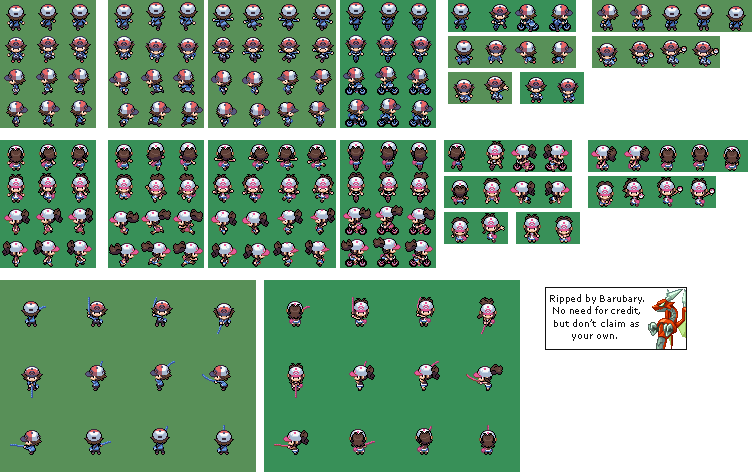 Ripped by Barubary.
No need for credit,
but don't claim as
your own.